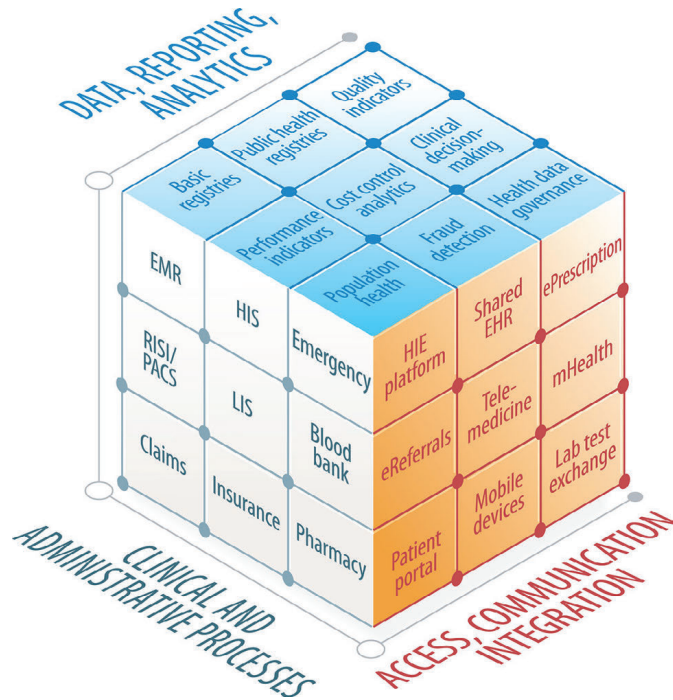 DATA, REPORTING,
ANALYTICS
Quality
indicators
Public health
registries
Clinical
decision-
making
Basic
registries
Cost control
analytics
Health data
governance
Performance
indicators
Fraud
detection
Population
health
EMR
HIS
Emergency
RISI/
PACS
LIS
Blood
bank
Claims
Insurance
Pharmacy
HIE
platform
Shared
EHR
ePrescription
eReferrals
Tele-
medicine
mHealth
Patient
portal
Mobile
devices
Lab test
exchange
CLINICAL AND
ADMINISTRATIVE PROCESSES
ACCESS, COMMUNICATION
INTEGRATION